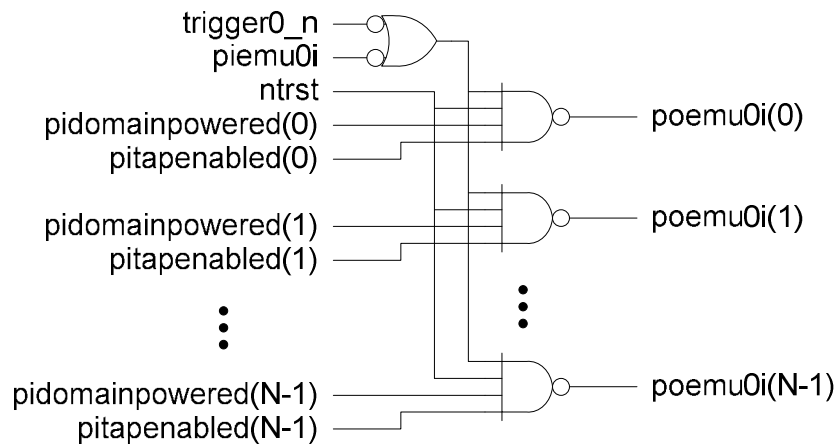 trigger0_n
piemu0i
ntrst
pidomainpowered(0)
pitapenabled(0)
poemu0i(0)
pidomainpowered(1)
pitapenabled(1)
poemu0i(1)
pidomainpowered(N-1)
pitapenabled(N-1)
poemu0i(N-1)